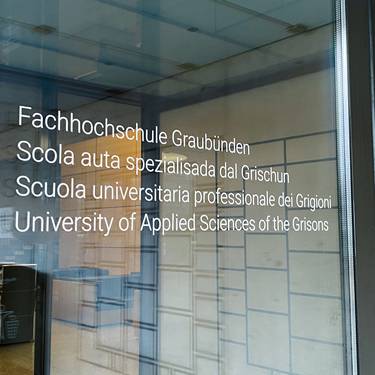 Fachhochschule Graubünden
Scola auta spezialisada dal Grischun
Scuola universitaria professionale dei Grigioni
University of Applied Sciences of the Grisons